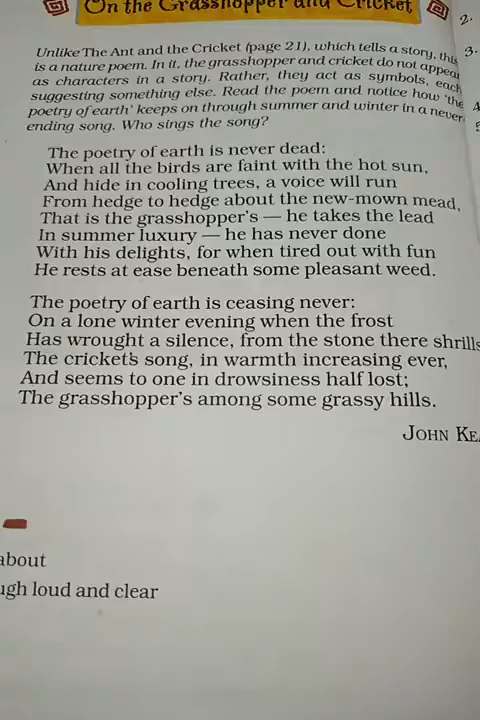 On the Grasshopper and Cricket
2.
Unlike The Ant and the Cricket (page 21), which tells a story, this
3.
is a nature poem. In it, the grasshopper and cricket do not appear
as characters in a story. Rather, they act as symbols, each
suggesting something else. Read the poem and notice how ‘the
poetry of earth’ keeps on through summer and winter in a never-
ending song. Who sings the song?
The poetry of earth is never dead:
When all the birds are faint with the hot sun,
And hide in cooling trees, a voice will run
From hedge to hedge about the new-mown mead,
That is the grasshopper’s — he takes the lead
In summer luxury — he has never done
With his delights, for when tired out with fun
He rests at ease beneath some pleasant weed.
The poetry of earth is ceasing never:
On a lone winter evening when the frost
Has wrought a silence, from the stone there shrills
The cricket’s song, in warmth increasing ever,
And seems to one in drowsiness half lost;
The grasshopper’s among some grassy hills.
JOHN KEA
about
ugh loud and clear